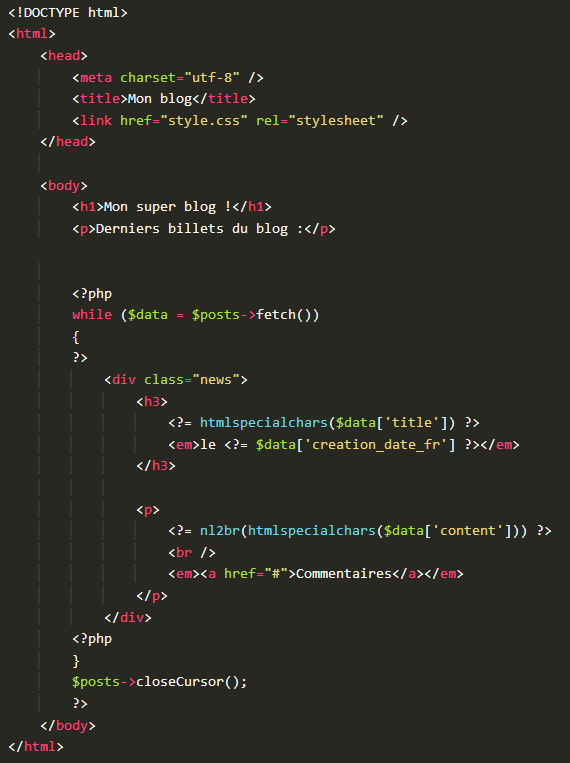 <!DOCTYPE html>
<html>
    <head>
        <meta charset="utf-8" />
        <title>Mon blog</title>
        <link href="style.css" rel="stylesheet" />
    </head>

    <body>
        <h1>Mon super blog !</h1>
        <p>Derniers billets du blog :</p>


        <?php
        while ($data = $posts->fetch())
        {
        ?>
            <div class="news">
                <h3>
                    <?= htmlspecialchars($data['title']) ?>
                    <em>le <?= $data['creation_date_fr'] ?></em>
                </h3>

                <p>
                    <?= nl2br(htmlspecialchars($data['content'])) ?>
                    <br />
                    <em><a href="#">Commentaires</a></em>
                </p>
            </div>
        <?php
        }
        $posts->closeCursor();
        ?>
    </body>
</html>